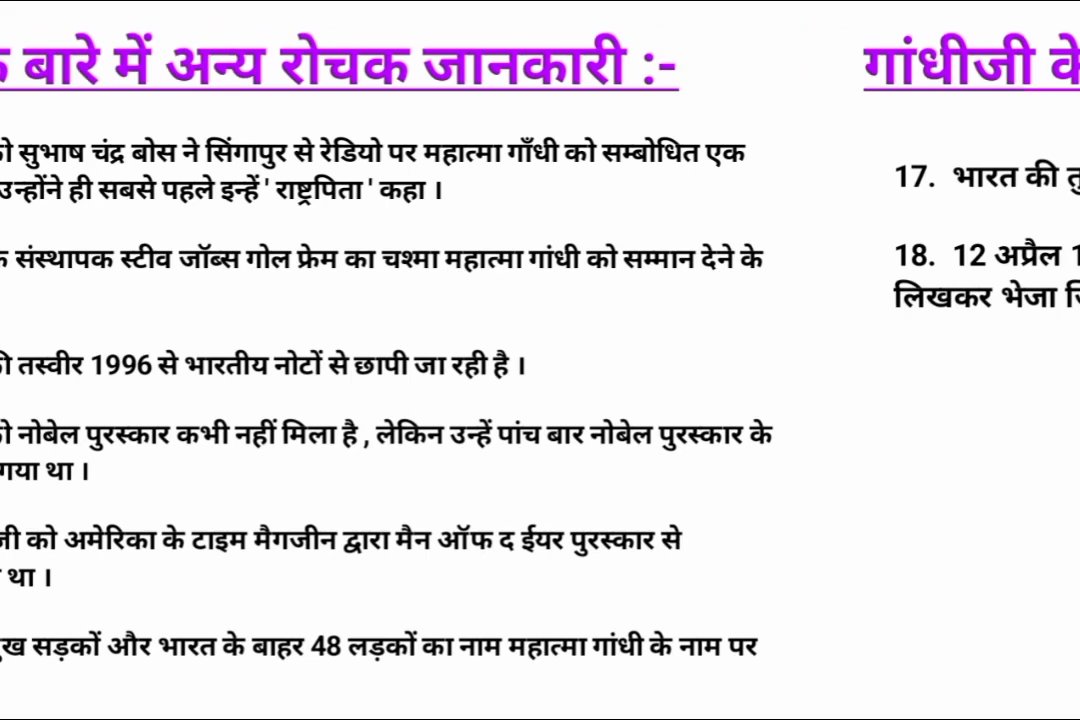 बारे में अन्य रोचक जानकारी :-
सुभाष चंद्र बोस ने सिंगापुर से रेडियो पर महात्मा गाँधी को सम्बोधित एक
उन्होंने ही सबसे पहले इन्हें ' राष्ट्रपिता ' कहा ।
संस्थापक स्टीव जॉब्स गोल फ्रेम का चश्मा महात्मा गांधी को सम्मान देने के
तस्वीर 1996 से भारतीय नोटों से छापी जा रही है ।
नोबेल पुरस्कार कभी नहीं मिला है , लेकिन उन्हें पांच बार नोबेल पुरस्कार के
गया था ।
जी को अमेरिका के टाइम मैगजीन द्वारा मैन ऑफ द ईयर पुरस्कार से
था ।
सड़कों और भारत के बाहर 48 लड़कों का नाम महात्मा गांधी के नाम पर
गांधीजी के
17. भारत की
18. 12 अप्रैल
लिखकर भेजा